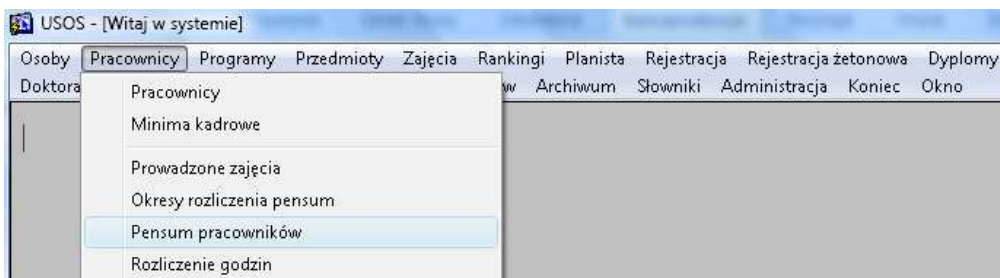 USOS - [Witaj w systemie]
Osoby Pracownicy Programy Przedmioty Zajęcia Rankingi Planista Rejestracja Rejestracja żetonowa Dyplomy
Archiwum Słowniki Administracja Koniec Okno
Pracownicy
Minima kadrowe
Prowadzone zajęcia
Okresy rozliczenia pensum
Pensum pracowników
Rozliczenie godzin